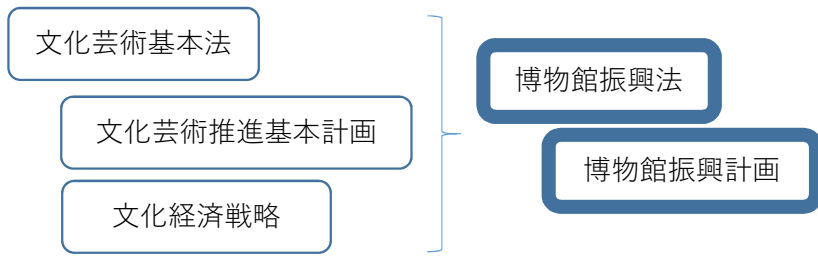 文化芸術基本法
文化芸術推進基本計画
文化経済戦略
博物館振興法
博物館振興計画